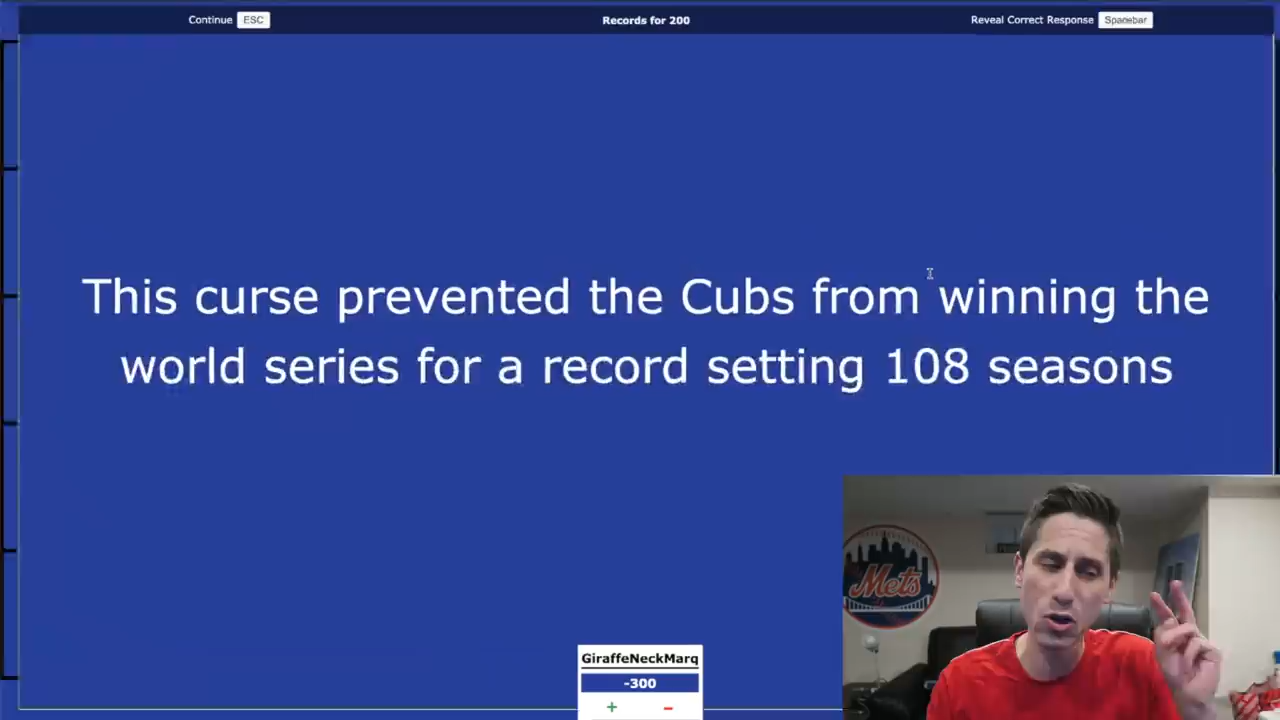 Continue ESC
Records for 200
Reveal Correct Response Spacebar
This curse prevented the Cubs from winning the
world series for a record setting 108 seasons
Mets
GiraffeNeckMarq
-300
+ −